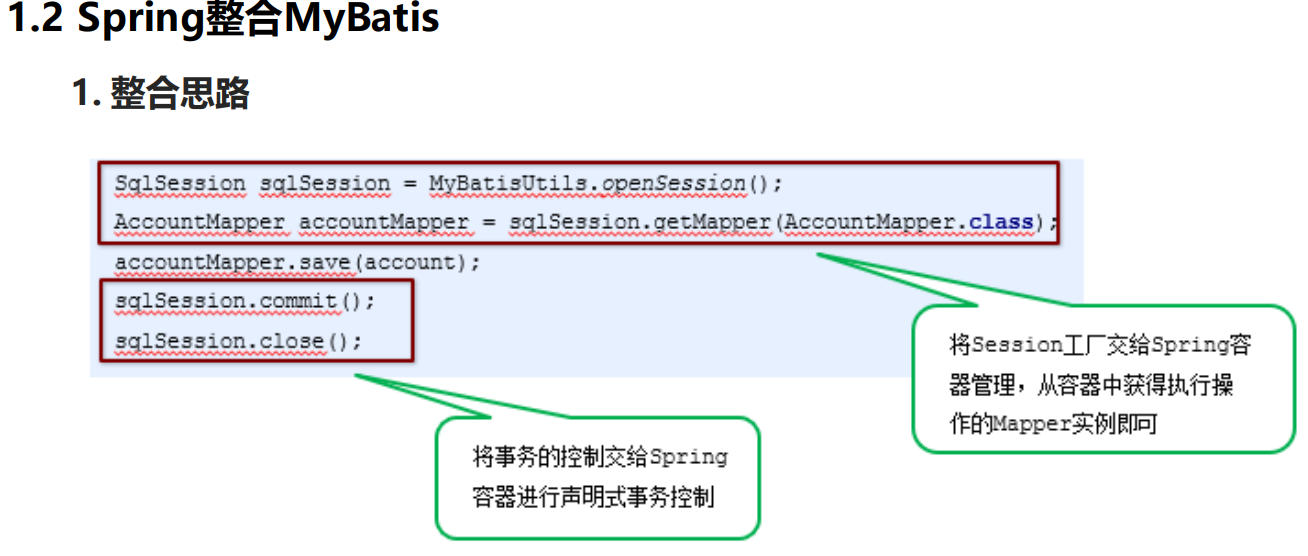 1.2 Spring整合MyBatis
1. 整合思路
SqlSession sqlSession = MyBatisUtils.openSession();
AccountMapper accountMapper = sqlSession.getMapper(AccountMapper.class);
accountMapper.save(account);
sqlSession.commit();
sqlSession.close();
将Session工厂交给Spring容
器管理，从容器中获得执行操
作的Mapper实例即可
将事务的控制交给Spring
容器进行声明式事务控制